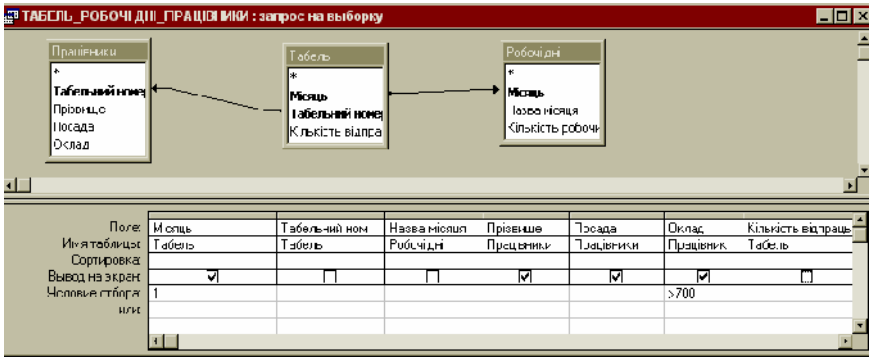 ТАБЕЛЬ_РОБОЧІ ДНІ_ПРАЦІВНИКИ : запрос на выборку
Працівники
*
Табельний номер
Прізвище
Посада
Оклад
Табель
*
Місяць
Табельний номер
Кількість відпра
Робочі дні
*
Місяць
Назва місяця
Кількість робочи
Поле: Місяць Табельний ном Назва місяця Прізвище Посада Оклад Кількість відпраць
Имя таблицы: Табель Табель Робочі дні Працівники Працівники Працівник Табель
Сортировка:
Вывод на экран:
Условие отбора: 1 >700
или: